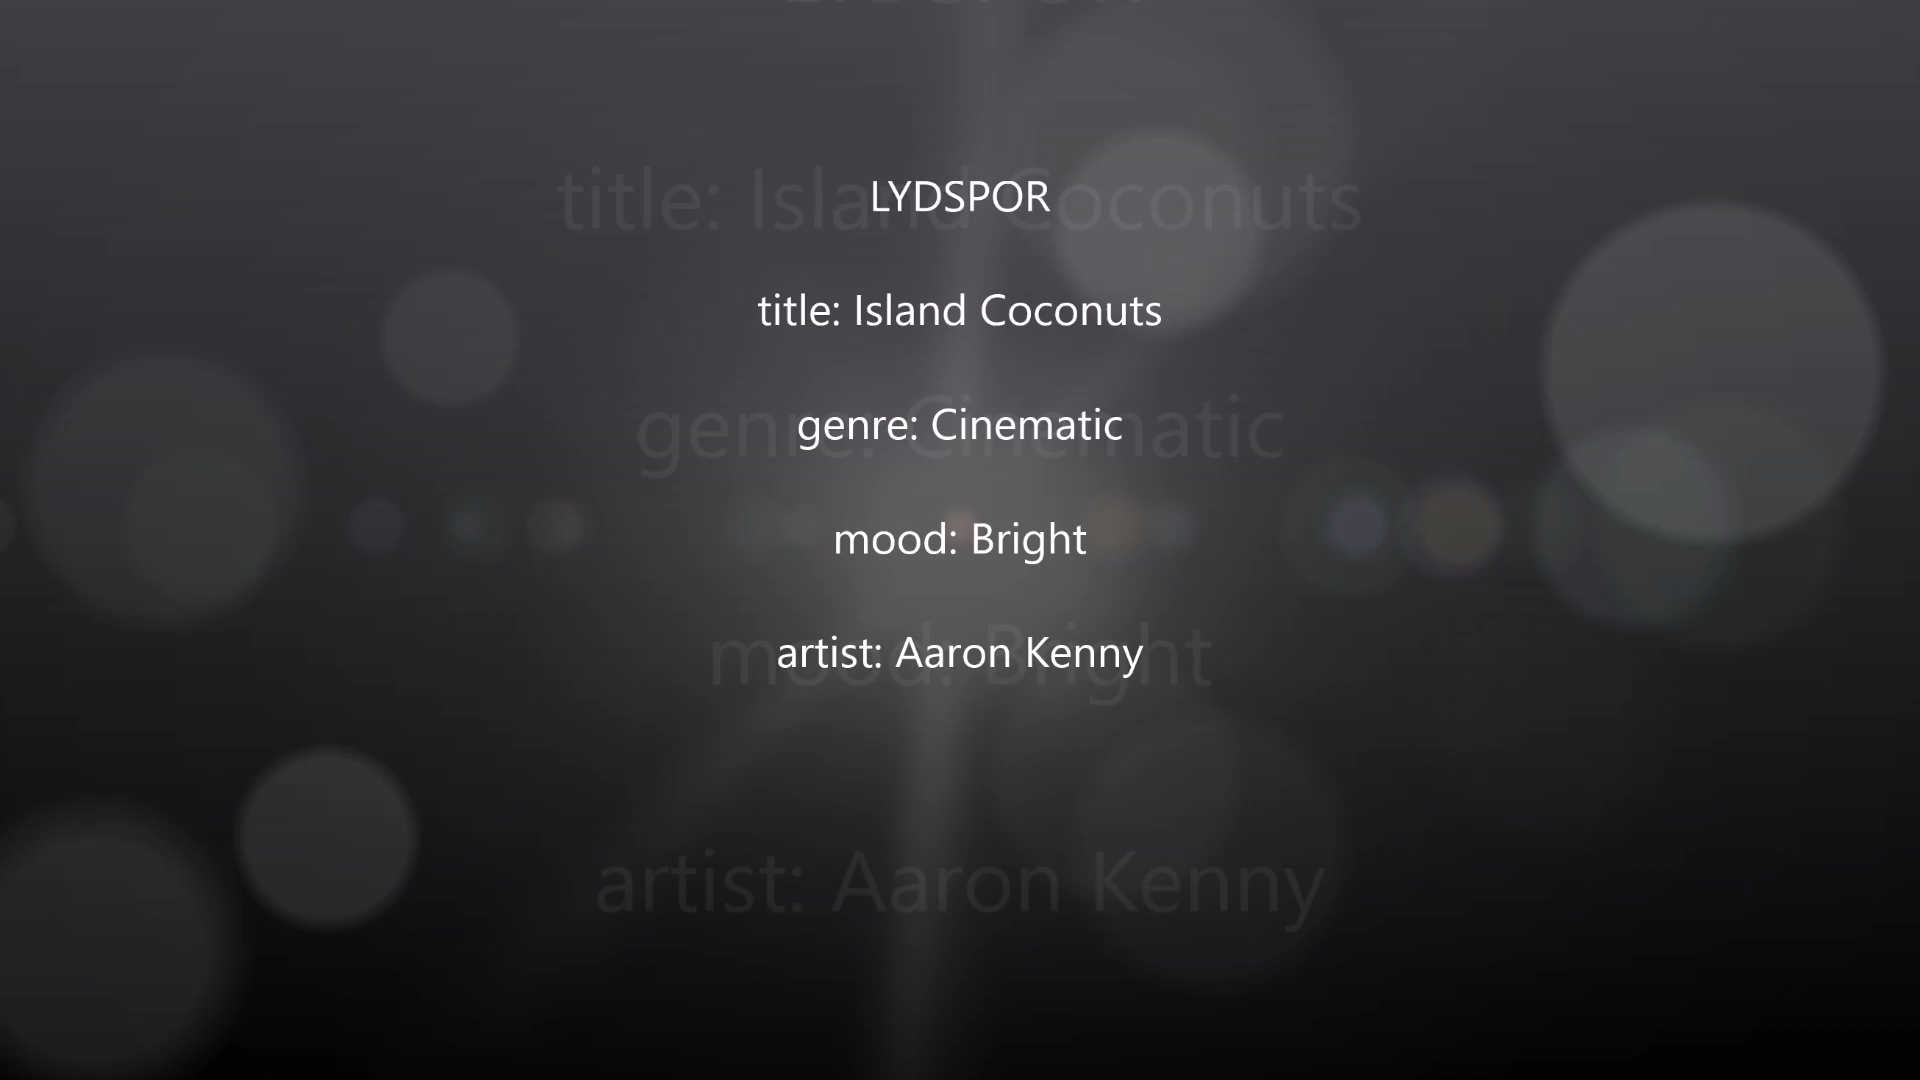 LYDSPOR
title: Island Coconuts
genre: Cinematic
mood: Bright
artist: Aaron Kenny